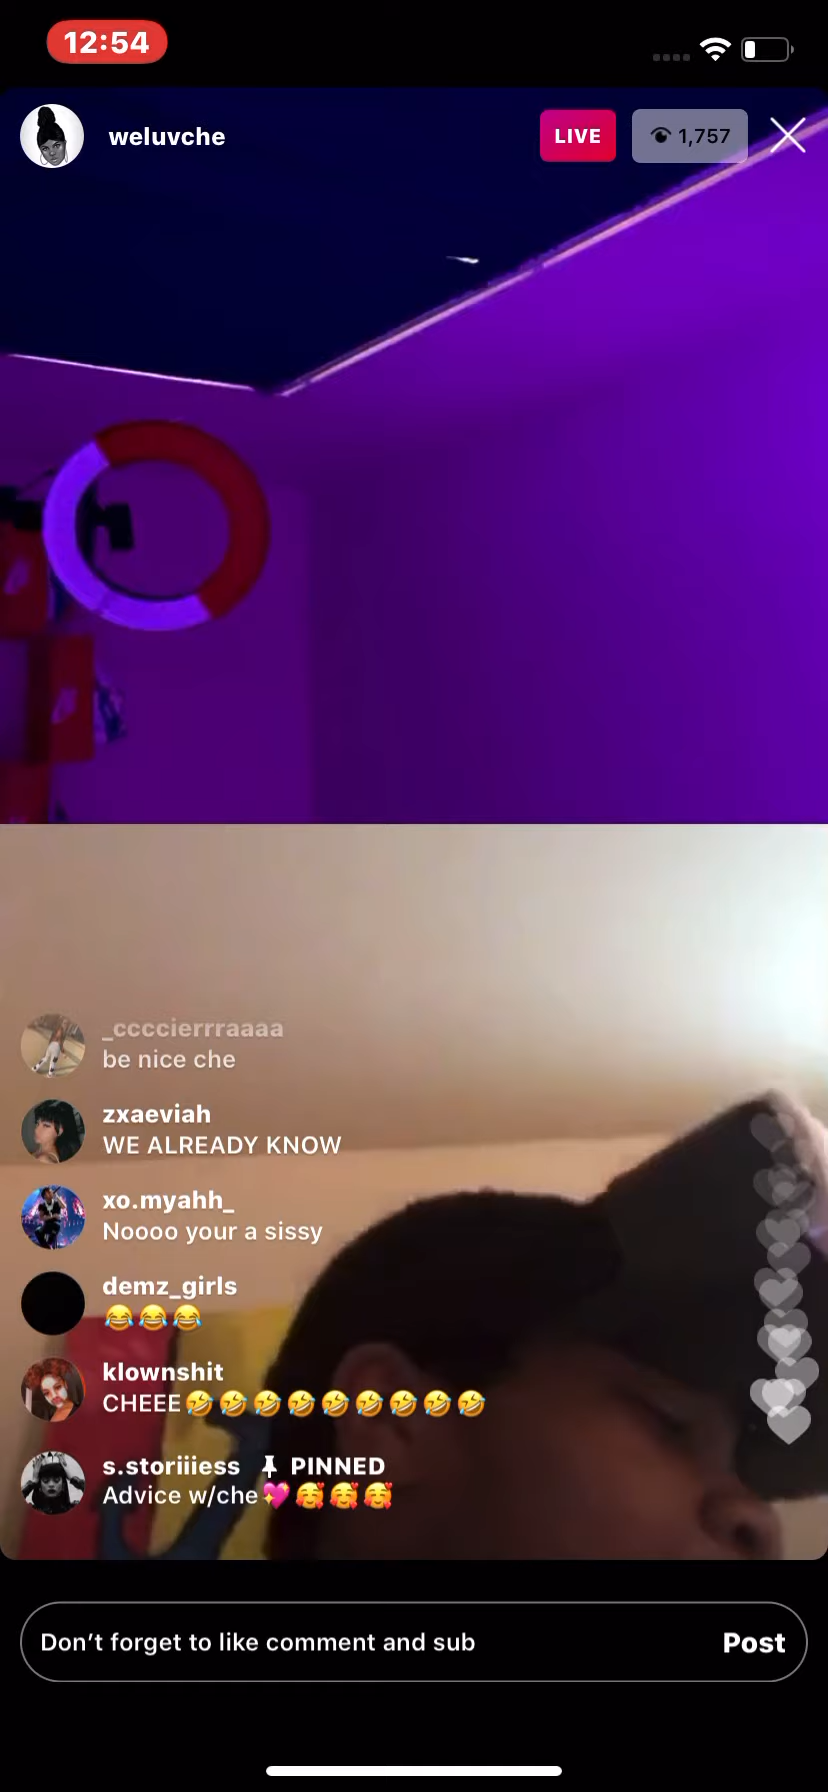 12:54
weluvche
LIVE
1,757
_ccccierrraaaa
be nice che
zxaeviah
WE ALREADY KNOW
xo.myahh_
Noooo your a sissy
demz_girls
😂😂😂
klownshit
CHEEE🤣🤣🤣🤣🤣🤣🤣🤣🤣
s.storiiiess PINNED
Advice w/che💖🥰🥰🥰
Don't forget to like comment and sub
Post